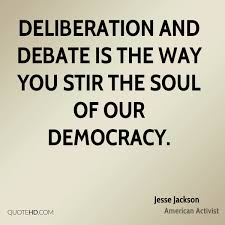 DELIBERATION AND
DEBATE IS THE WAY
YOU STIR THE SOUL
OF OUR
DEMOCRACY.
Jesse Jackson
American Activist
QUOTEHD.COM